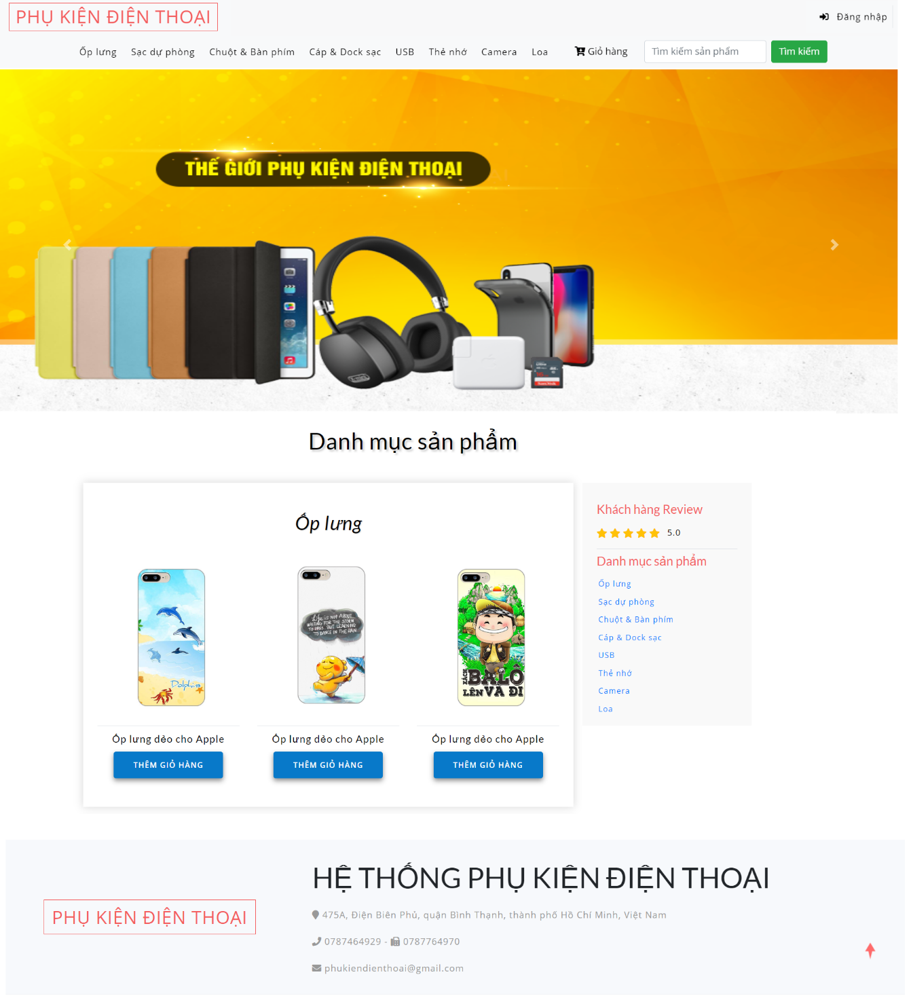 PHỤ KIỆN ĐIỆN THOẠI
Đăng nhập
Ốp lưng Sạc dự phòng Chuột & Bàn phím Cáp & Dock sạc USB Thẻ nhớ Camera Loa Giỏ hàng Tìm kiếm sản phẩm Tìm kiếm
THẾ GIỚI PHỤ KIỆN ĐIỆN THOẠI
Danh mục sản phẩm
Ốp lưng
Life is NOT ABOUT
WAITING FOR THE STORM
TO PASS. BUT LEARNING
TO DANCE IN THE RAIN.
Dolphins
XÁCH BALÔ
LÊN VÀ ĐI
Ốp lưng dẻo cho Apple Ốp lưng dẻo cho Apple Ốp lưng dẻo cho Apple
THÊM GIỎ HÀNG THÊM GIỎ HÀNG THÊM GIỎ HÀNG
Khách hàng Review
5.0
Danh mục sản phẩm
Ốp lưng
Sạc dự phòng
Chuột & Bàn phím
Cáp & Dock sạc
USB
Thẻ nhớ
Camera
Loa
PHỤ KIỆN ĐIỆN THOẠI
HỆ THỐNG PHỤ KIỆN ĐIỆN THOẠI
475A, Điện Biên Phủ, quận Bình Thạnh, thành phố Hồ Chí Minh, Việt Nam
0787464929 - 0787764970
phukiendienthoai@gmail.com